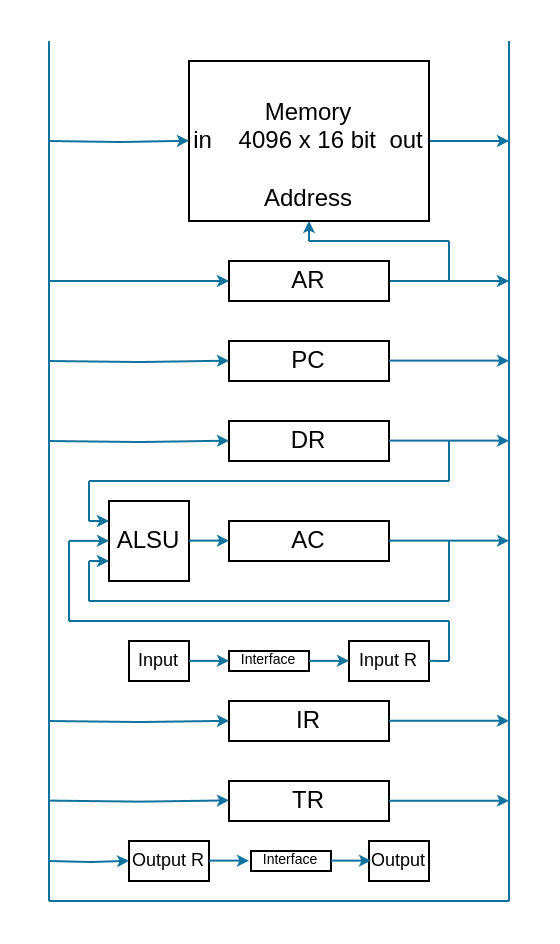 Memory
in 4096 x 16 bit out
Address
AR
PC
DR
ALSU AC
Input Interface Input R
IR
TR
Output R Interface Output